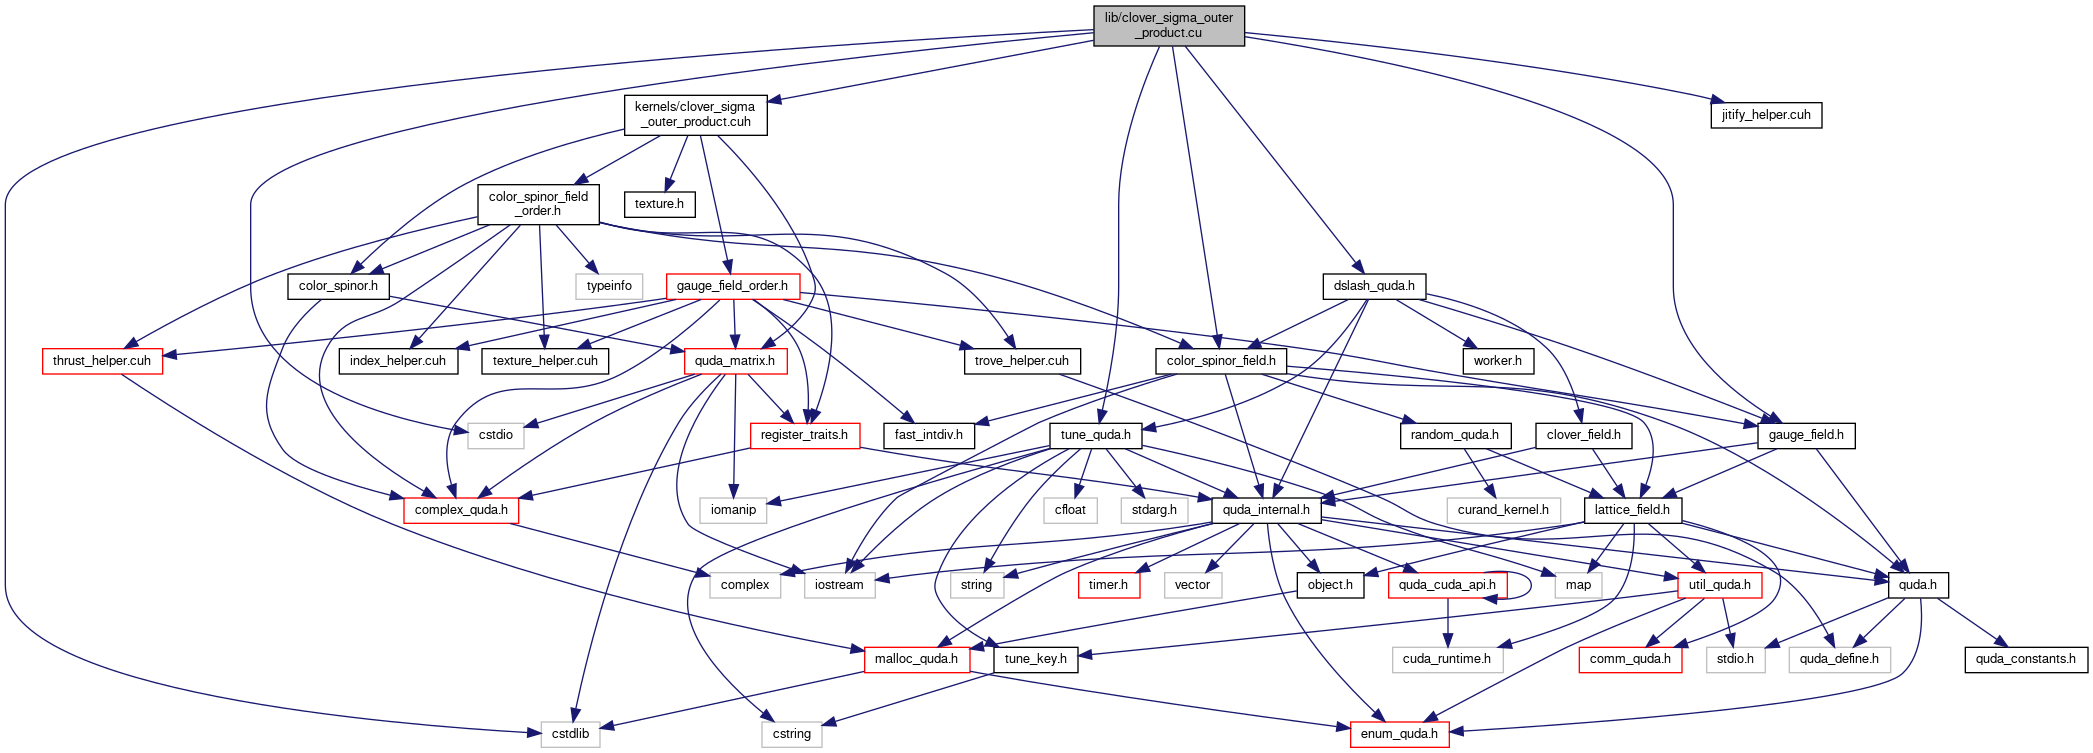 lib/clover_sigma_outer
_product.cu
kernels/clover_sigma
_outer_product.cuh
jitify_helper.cuh
color_spinor_field
_order.h
texture.h
color_spinor.h
typeinfo
gauge_field_order.h
dslash_quda.h
thrust_helper.cuh
index_helper.cuh
texture_helper.cuh
quda_matrix.h
trove_helper.cuh
color_spinor_field.h
worker.h
cstdio
register_traits.h
fast_intdiv.h
tune_quda.h
random_quda.h
clover_field.h
gauge_field.h
complex_quda.h
iomanip
cfloat
stdarg.h
quda_internal.h
curand_kernel.h
lattice_field.h
complex
iostream
string
timer.h
vector
object.h
quda_cuda_api.h
map
util_quda.h
quda.h
malloc_quda.h
tune_key.h
cuda_runtime.h
comm_quda.h
stdio.h
quda_define.h
quda_constants.h
cstdlib
cstring
enum_quda.h